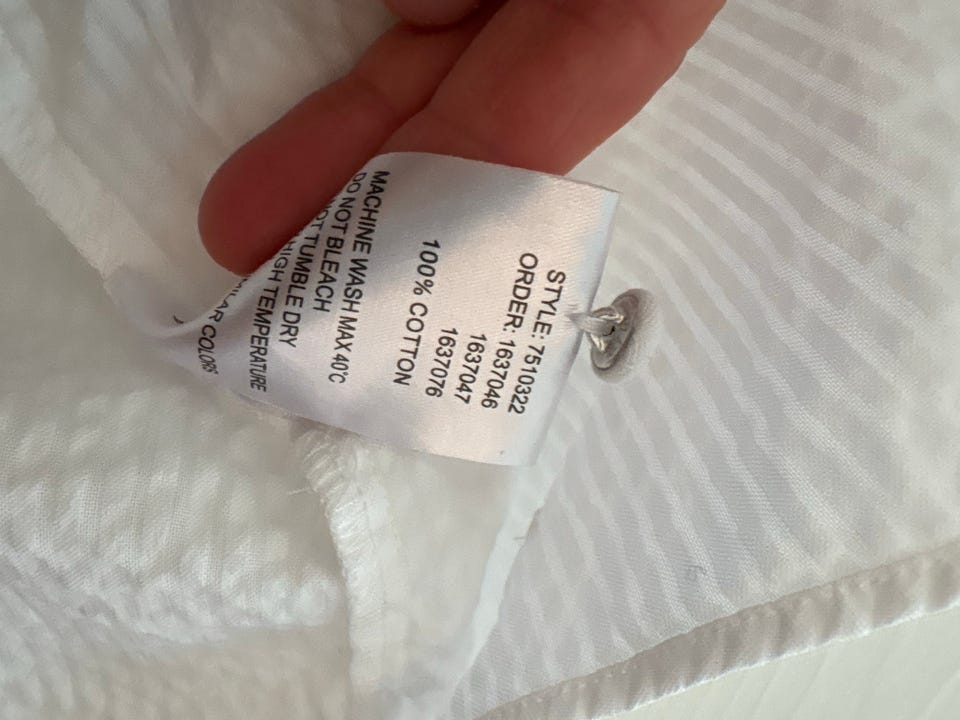 STYLE: 7510322
ORDER: 1637046
1637047
1637076
100% COTTON
MACHINE WASH MAX 40°C
DO NOT BLEACH
TUMBLE DRY
HIGH TEMPERATURE
COLORS